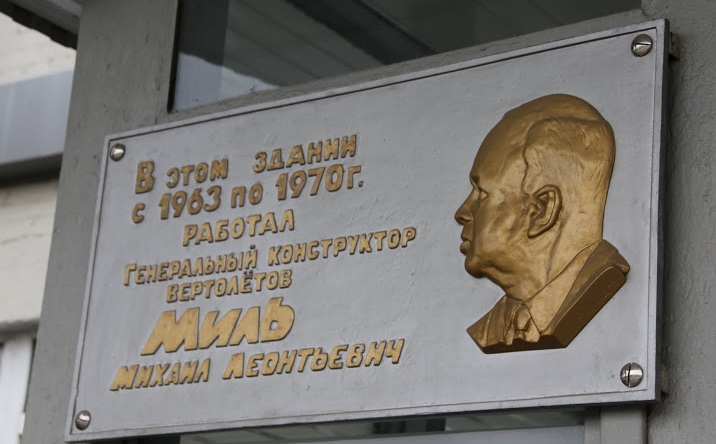 В этом здании
с 1963 по 1970 г.
работал
Генеральный конструктор
вертолётов
МИЛЬ
Михаил Леонтьевич